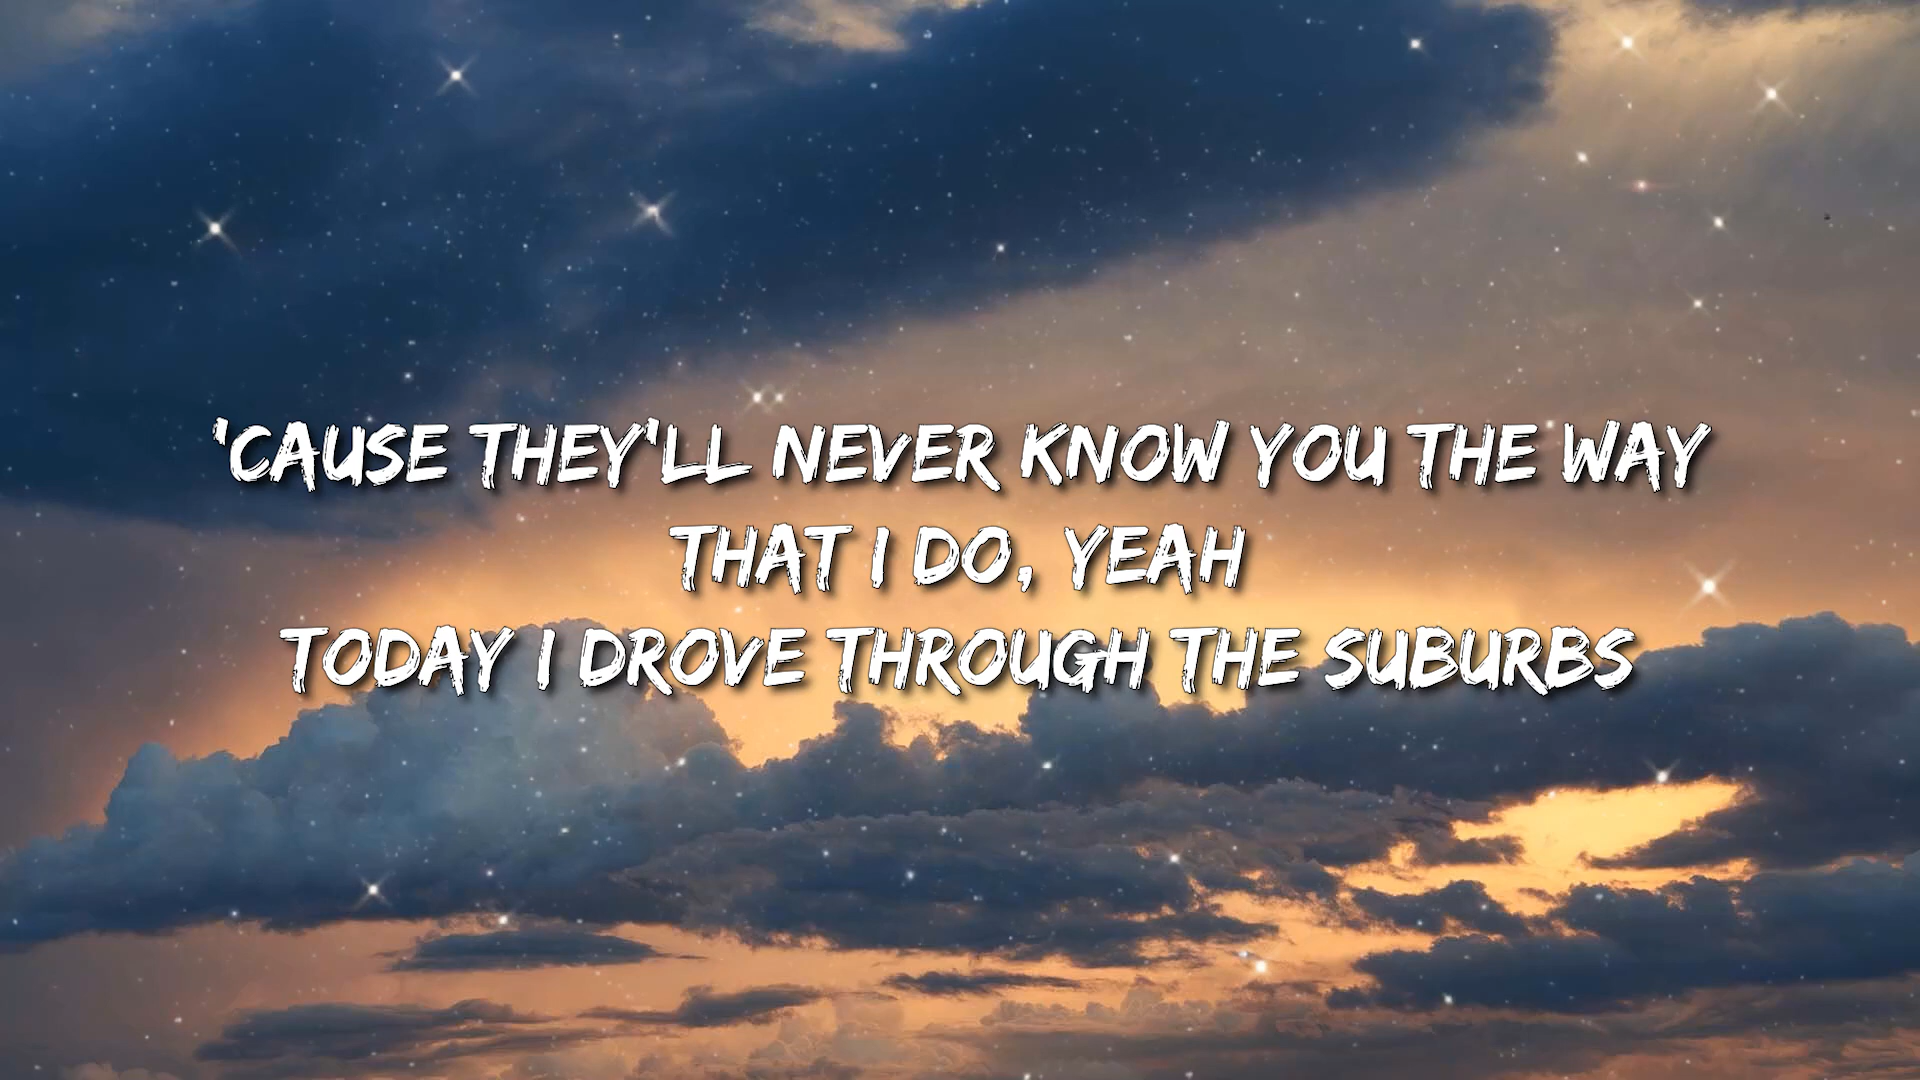 'CAUSE THEY'LL NEVER KNOW YOU THE WAY
THAT I DO, YEAH
TODAY I DROVE THROUGH THE SUBURBS